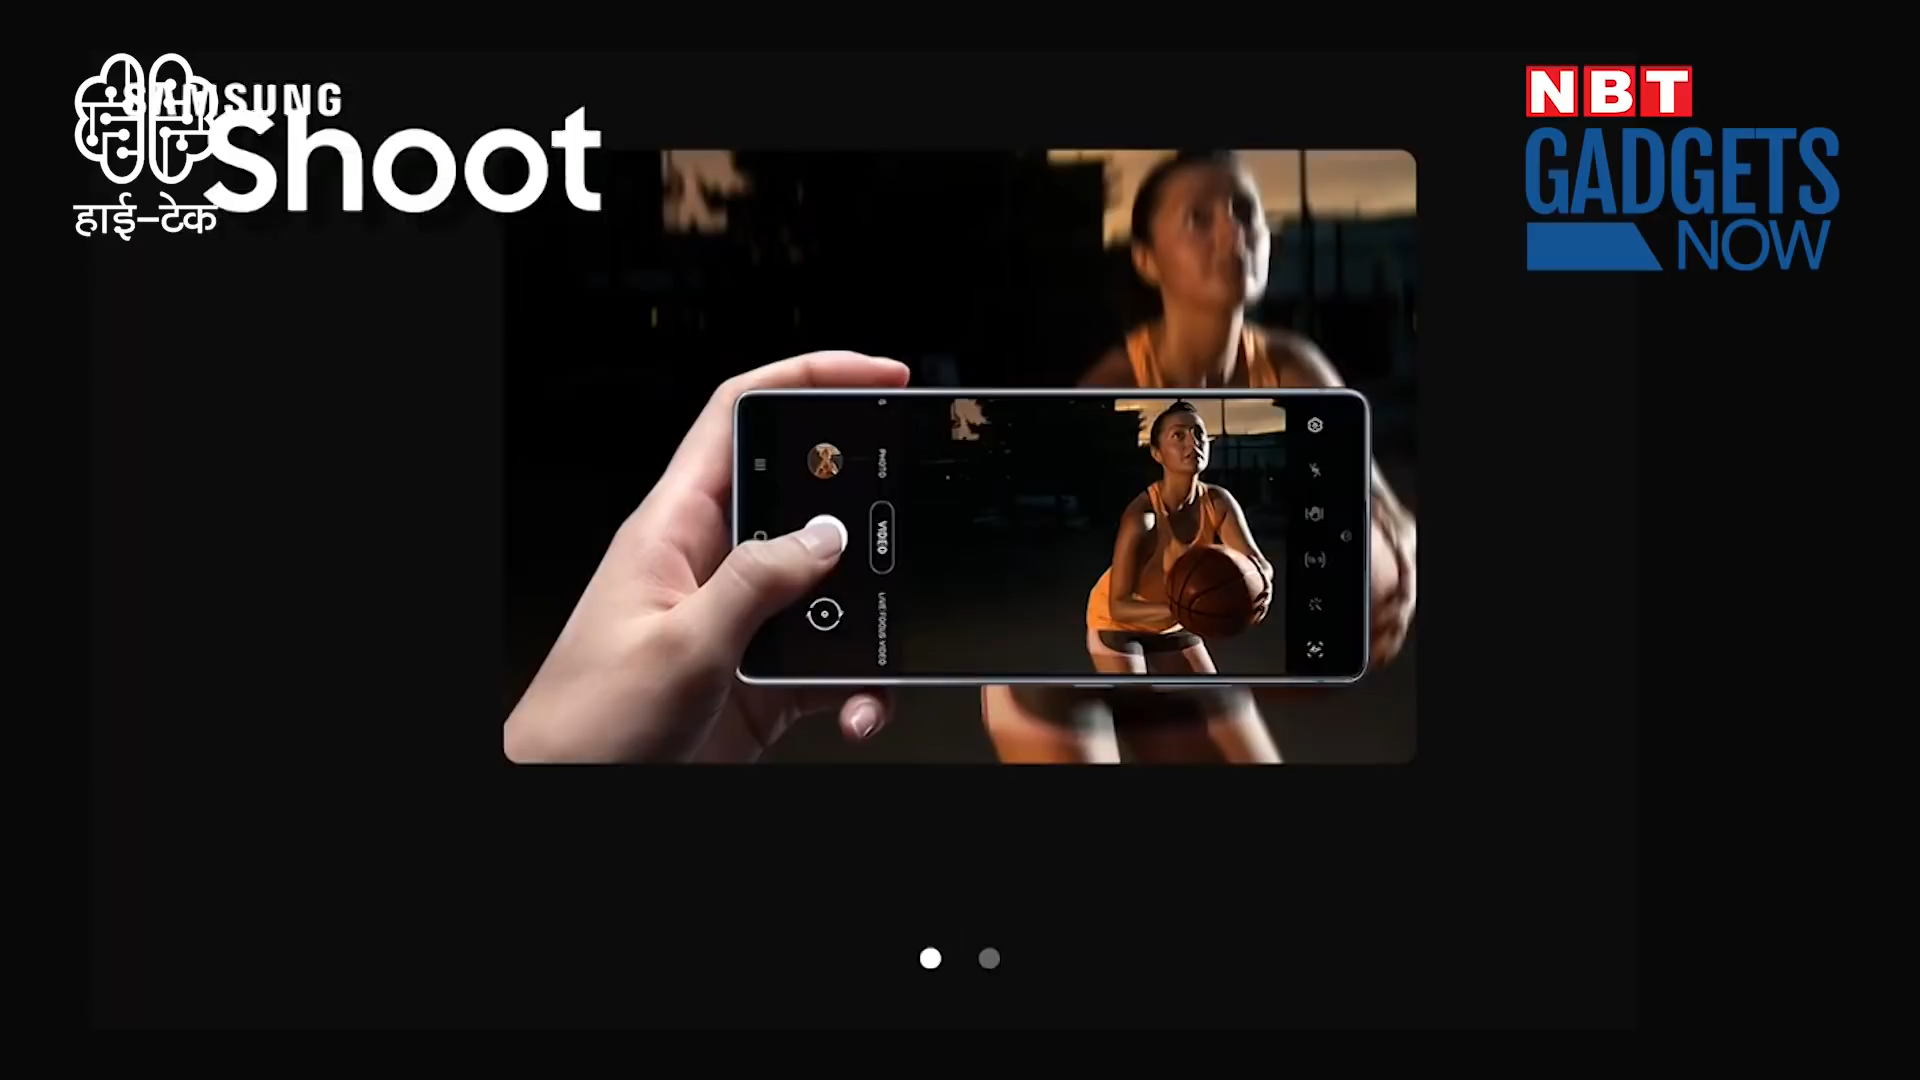 SAMSUNG
Shoot
हाई-टेक
NBT
GADGETS
NOW
PHOTO
VIDEO
LIVE FOCUS VIDEO